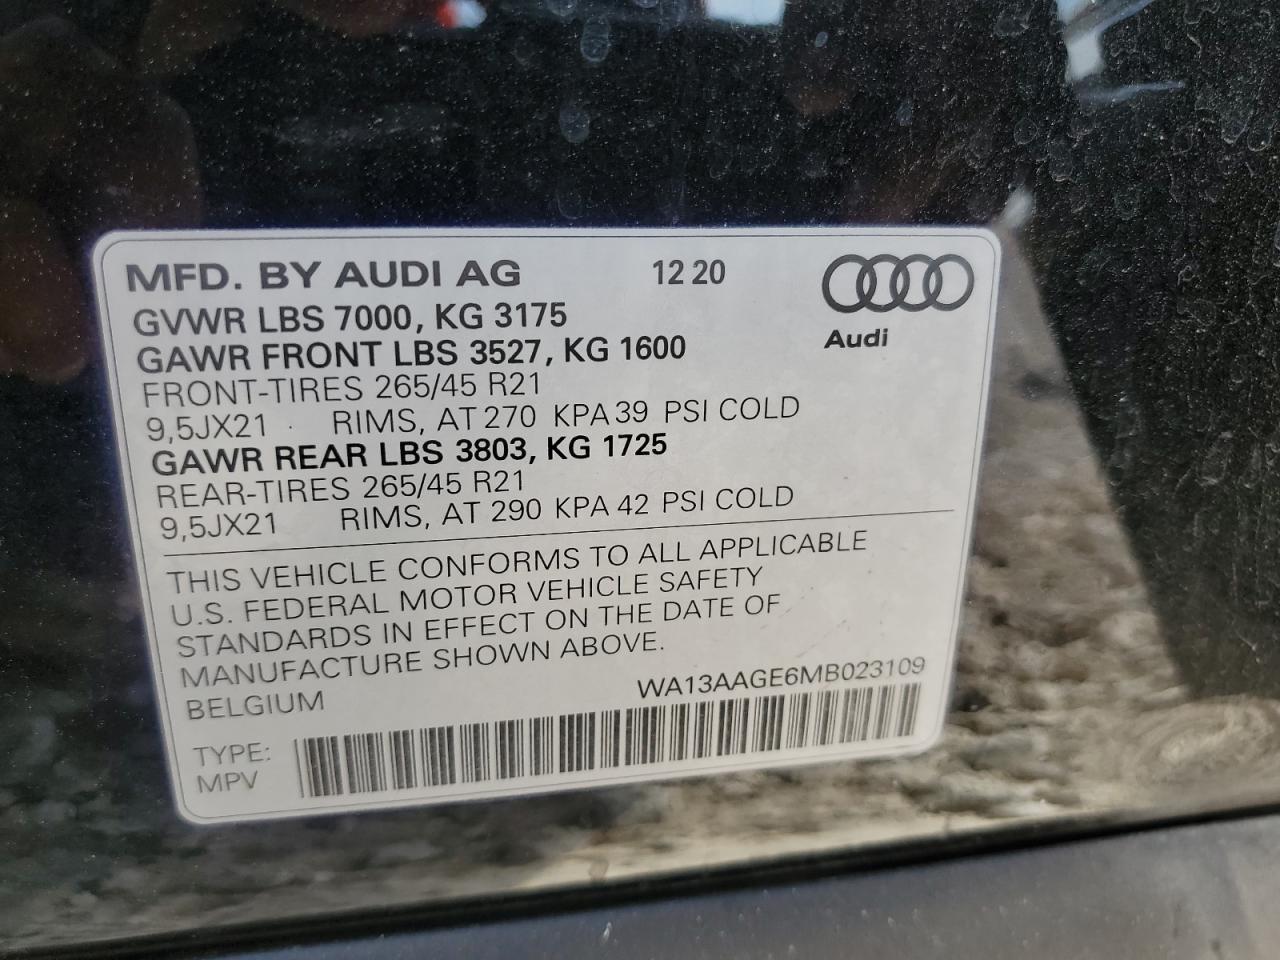 MFD. BY AUDI AG 12 20
GVWR LBS 7000, KG 3175
GAWR FRONT LBS 3527, KG 1600
Audi
FRONT-TIRES 265/45 R21
9,5JX21 RIMS, AT 270 KPA 39 PSI COLD
GAWR REAR LBS 3803, KG 1725
REAR-TIRES 265/45 R21
9,5JX21 RIMS, AT 290 KPA 42 PSI COLD
THIS VEHICLE CONFORMS TO ALL APPLICABLE
U.S. FEDERAL MOTOR VEHICLE SAFETY
STANDARDS IN EFFECT ON THE DATE OF
MANUFACTURE SHOWN ABOVE.
BELGIUM WA13AAGE6MB023109
TYPE:
MPV